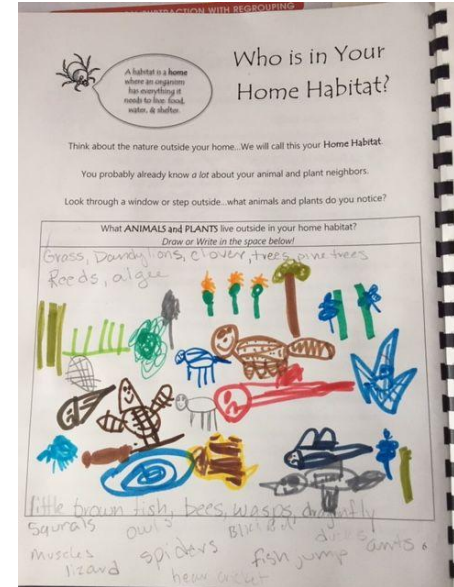 SUBTRACTION WITH REGROUPING
Who is in Your
Home Habitat?
A habitat is a home
where an organism
has everything it
needs to live: food,
water, & shelter.
Think about the nature outside your home...We will call this your Home Habitat.
You probably already know a lot about your animal and plant neighbors.
Look through a window or step outside...what animals and plants do you notice?
What ANIMALS and PLANTS live outside in your home habitat?
Draw or Write in the space below!
Grass, Dandylions, clover, trees, pine trees
Reeds, algee
little brown fish, bees, wasps, dragonfly
Squrals owls ducks ants
muscles spiders fish jump
lizard hear cricket